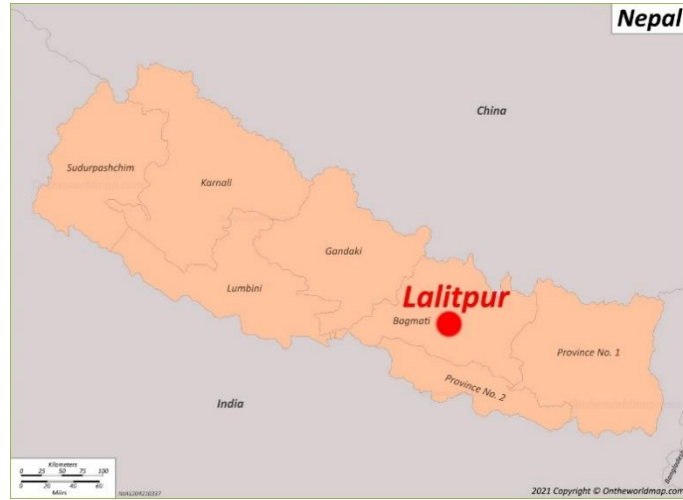 Nepal
China
Sudurpashchim
Karnali
Gandaki
Lumbini
Lalitpur
Bagmati
Province No. 1
Province No. 2
India
Bangladesh
Kilometers
0 25 50 75 100
0 20 40 60
Miles
2021 Copyright © Ontheworldmap.com